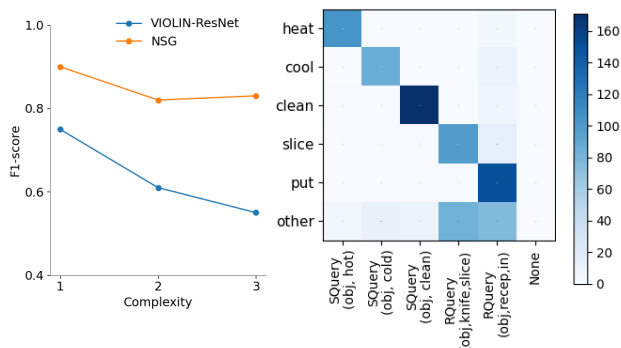 VIOLIN-ResNet
NSG
1.0
0.8
0.6
0.4
F1-score
1
2
3
Complexity
heat
cool
clean
slice
put
other
SQuery
(obj, hot)
SQuery
(obj, cold)
SQuery
(obj, clean)
RQuery
obj,knife,slice)
RQuery
(obj,recep,in)
None
160
140
120
100
80
60
40
20
0